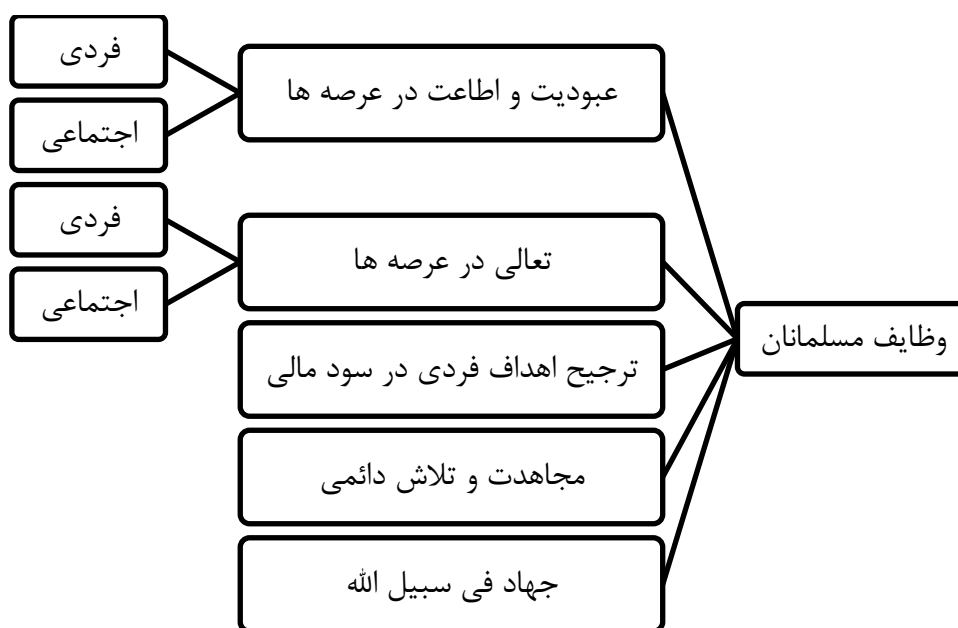 وظایف مسلمانان
عبودیت و اطاعت در عرصه ها
فردی
اجتماعی
تعالی در عرصه ها
فردی
اجتماعی
ترجیح اهداف فردی در سود مالی
مجاهدت و تلاش دائمی
جهاد فی سبیل الله